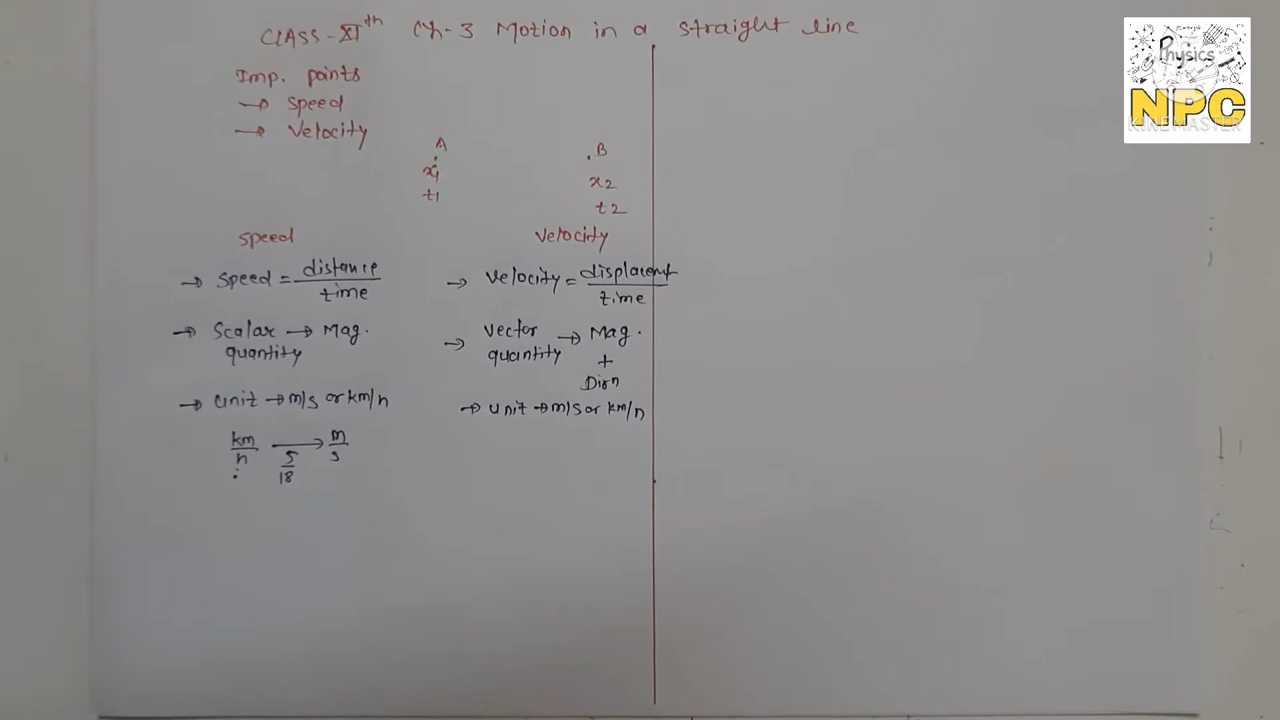 CLASS-XIth Ch-3 Motion in a straight line
Imp. points
→ Speed
→ Velocity
A B
x1 x2
t1 t2
Speed
→ Speed = distance/time
→ Scalar quantity → Mag.
→ unit → m/s or km/h
km/h → m/s
5/18
Velocity
→ Velocity = displacent/time
→ Vector quantity → Mag.
+
Dirn
→ unit → m/s or km/h
Physics
NPC
KINEMASTER